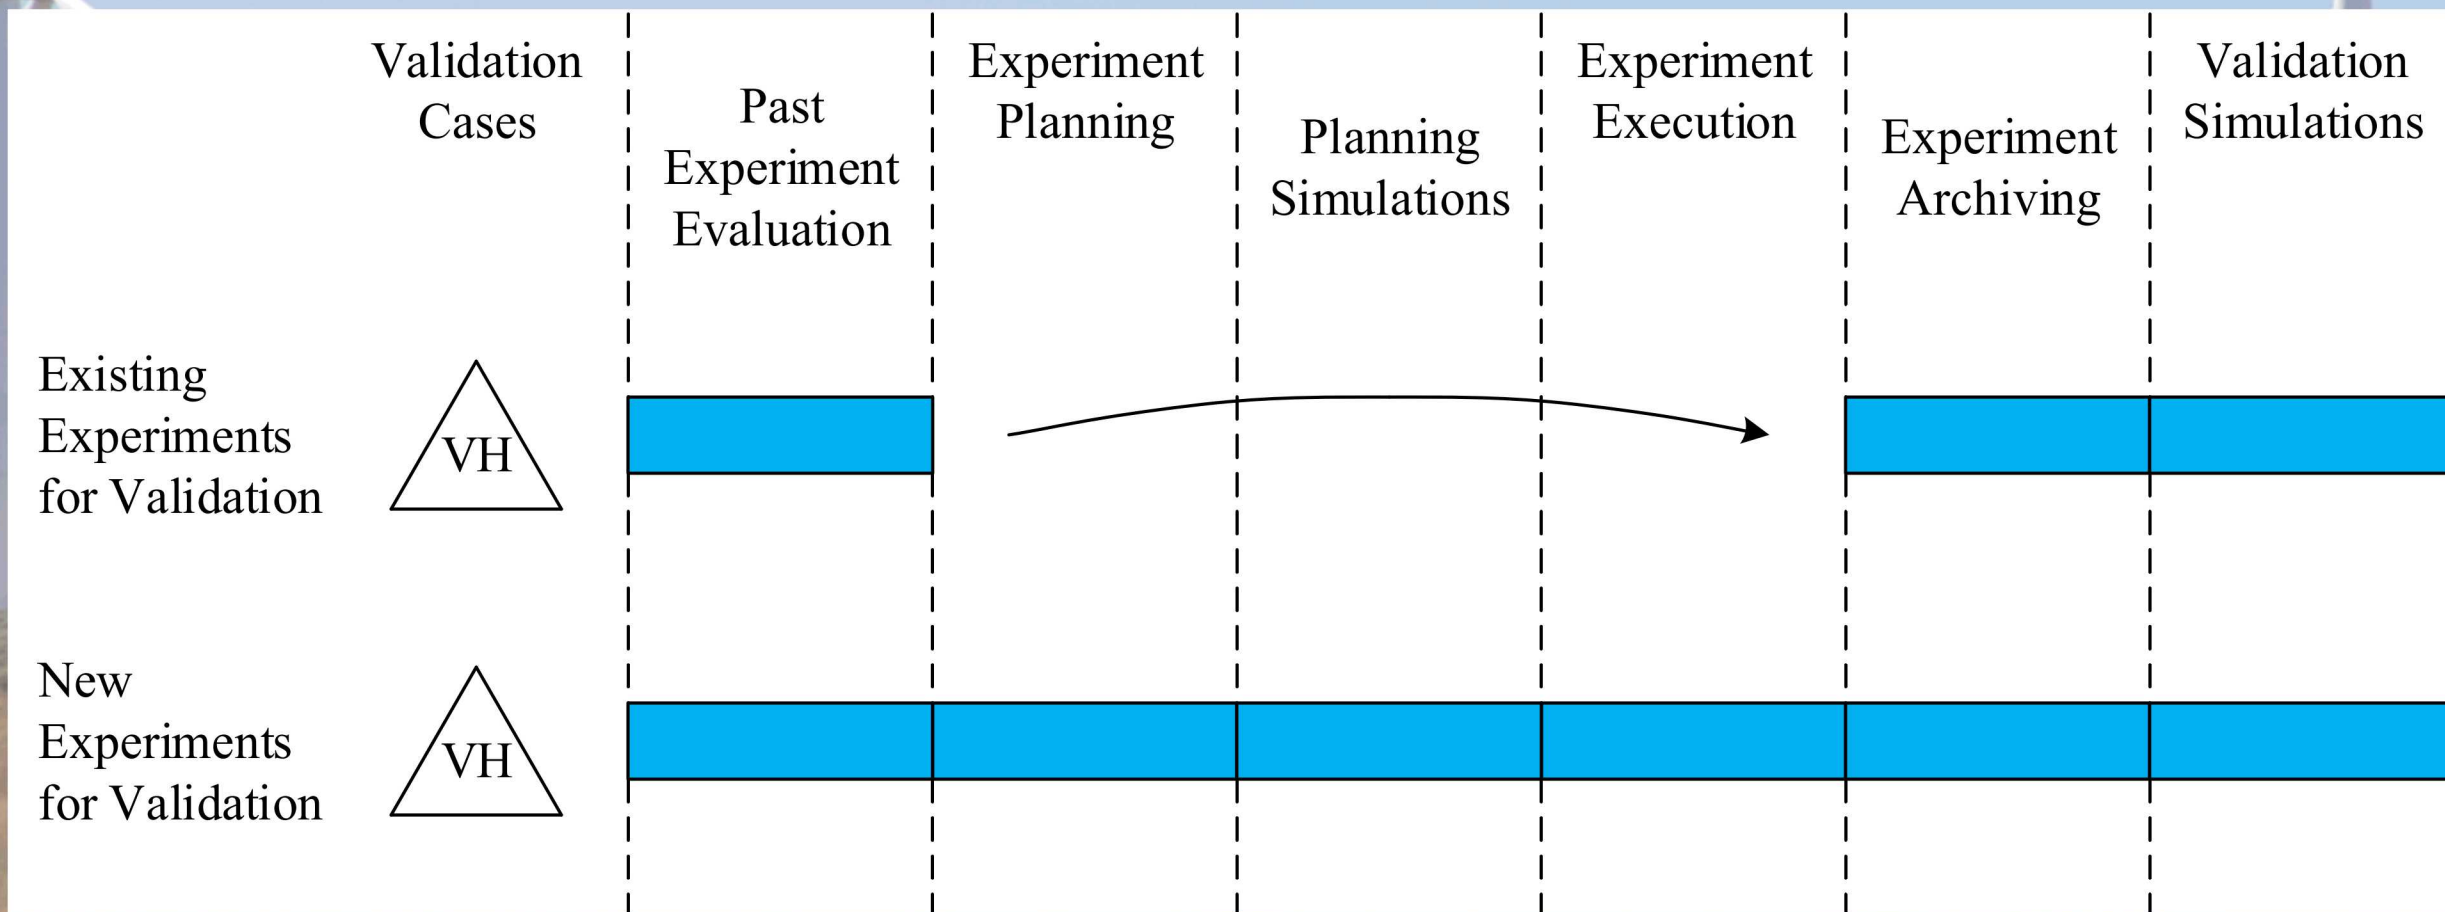 Validation
Cases
Past
Experiment
Evaluation
Experiment
Planning
Planning
Simulations
Experiment
Execution
Experiment
Archiving
Validation
Simulations
Existing
Experiments
for Validation
VH
New
Experiments
for Validation
VH